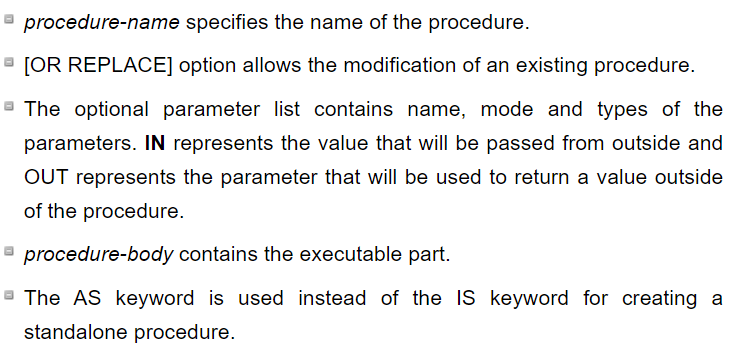 procedure-name specifies the name of the procedure.
[OR REPLACE] option allows the modification of an existing procedure.
The optional parameter list contains name, mode and types of the
parameters. IN represents the value that will be passed from outside and
OUT represents the parameter that will be used to return a value outside
of the procedure.
procedure-body contains the executable part.
The AS keyword is used instead of the IS keyword for creating a
standalone procedure.